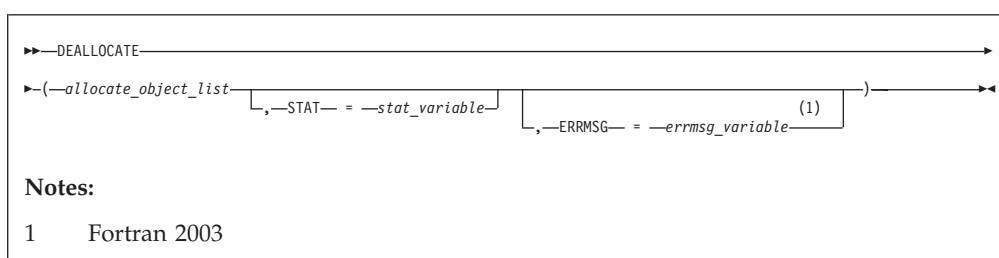 DEALLOCATE
(allocate_object_list ,STAT = stat_variable ,ERRMSG = errmsg_variable (1) )
Notes:
1 Fortran 2003